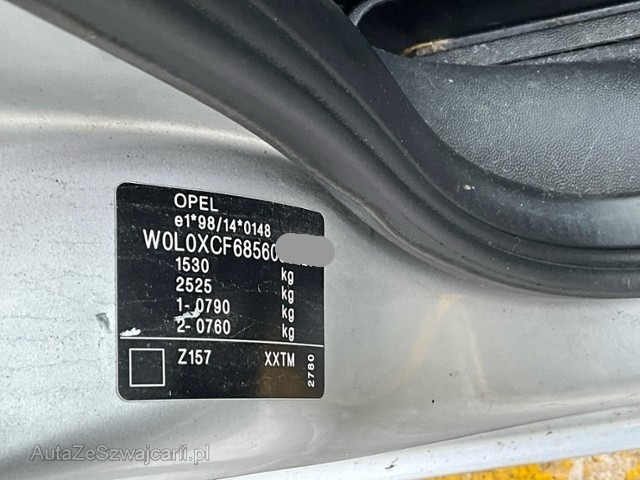 OPEL
e1*98/14*0148
W0L0XCF68560
1530 kg
2525 kg
1- 0790 kg
2- 0760 kg
Z157 XXTM
2780
AutaZeSzwajcarii.pl